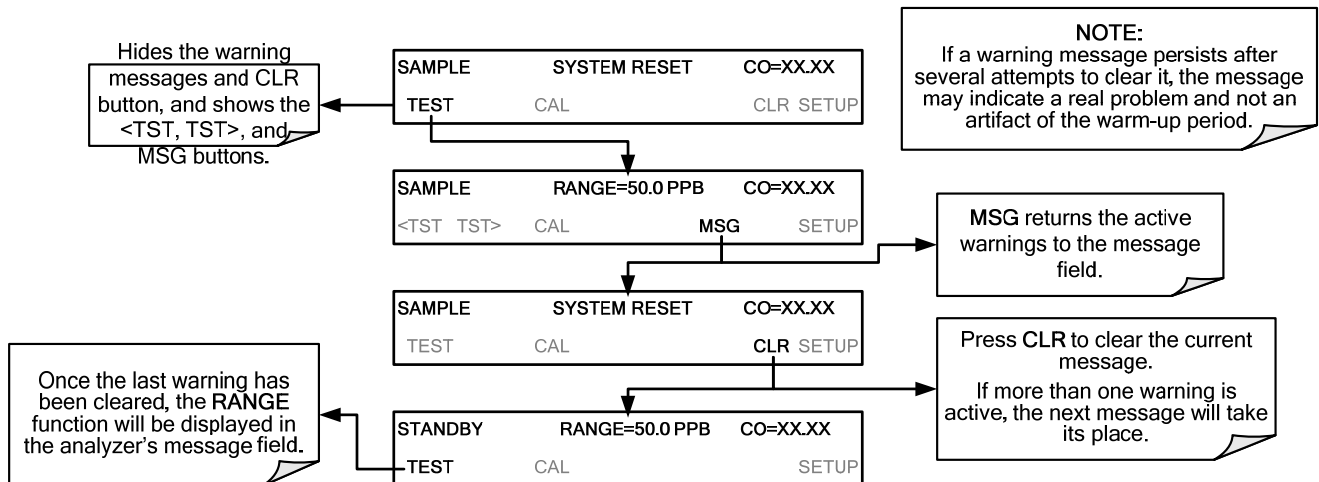 Hides the warning
messages and CLR
button, and shows the
<TST, TST>, and
MSG buttons.
SAMPLE SYSTEM RESET CO=XX.XX
TEST CAL CLR SETUP
NOTE:
If a warning message persists after
several attempts to clear it, the message
may indicate a real problem and not an
artifact of the warm-up period.
SAMPLE RANGE=50.0 PPB CO=XX.XX
<TST TST> CAL MSG SETUP
MSG returns the active
warnings to the message
field.
SAMPLE SYSTEM RESET CO=XX.XX
TEST CAL CLR SETUP
Press CLR to clear the current
message.
If more than one warning is
active, the next message will take
its place.
Once the last warning has
been cleared, the RANGE
function will be displayed in
the analyzer's message field.
STANDBY RANGE=50.0 PPB CO=XX.XX
TEST CAL SETUP